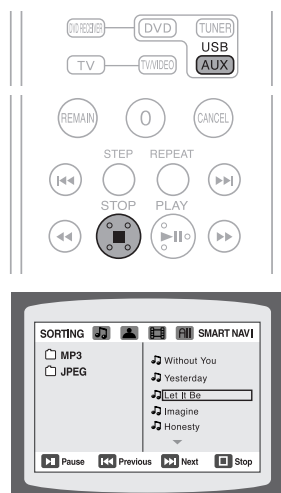 DVD RECEIVER DVD TUNER
USB
TV TV/VIDEO AUX
REMAIN 0 CANCEL
STEP REPEAT
STOP PLAY
SORTING All SMART NAVI
MP3
JPEG
Without You
Yesterday
Let It Be
Imagine
Honesty
Pause Previous Next Stop